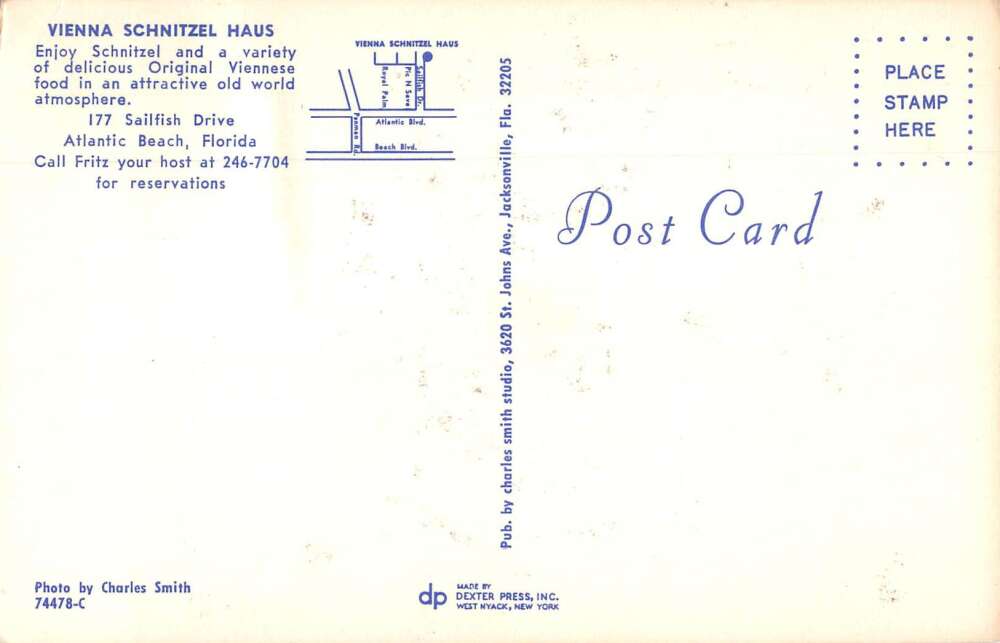 VIENNA SCHNITZEL HAUS
Enjoy Schnitzel and a variety
of delicious Original Viennese
food in an attractive old world
atmosphere.
177 Sailfish Drive
Atlantic Beach, Florida
Call Fritz your host at 246-7704
for reservations
VIENNA SCHNITZEL HAUS
Royal Palm
Pic N Save
Sailfish Dr.
Atlantic Blvd.
Penman Rd.
Beach Blvd.
Pub. by charles smith studio, 3620 St. Johns Ave., Jacksonville, Fla. 32205
PLACE
STAMP
HERE
Post Card
Photo by Charles Smith
74478-C
dp
MADE BY
DEXTER PRESS, INC.
WEST NYACK, NEW YORK